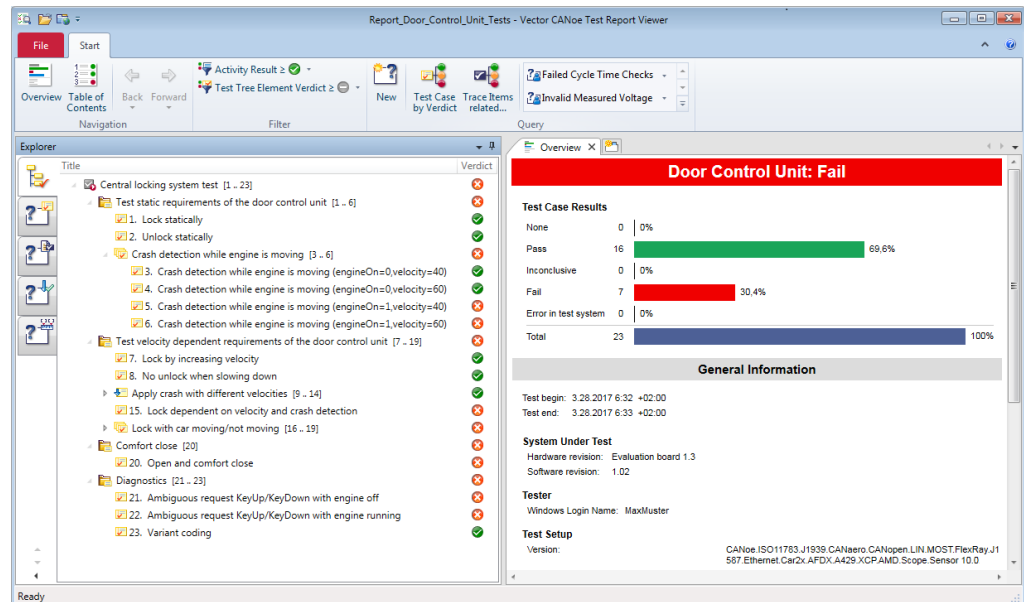 Report_Door_Control_Unit_Tests - Vector CANoe Test Report Viewer
File Start
Overview Table of Contents Back Forward
Navigation
Activity Result ≥
Test Tree Element Verdict ≥
Filter
New Test Case by Verdict Trace Items related...
Failed Cycle Time Checks
Invalid Measured Voltage
Query
Explorer
Title Verdict
Central locking system test [1 .. 23]
Test static requirements of the door control unit [1 .. 6]
1. Lock statically
2. Unlock statically
Crash detection while engine is moving [3 .. 6]
3. Crash detection while engine is moving (engineOn=0,velocity=40)
4. Crash detection while engine is moving (engineOn=0,velocity=60)
5. Crash detection while engine is moving (engineOn=1,velocity=40)
6. Crash detection while engine is moving (engineOn=1,velocity=60)
Test velocity dependent requirements of the door control unit [7 .. 19]
7. Lock by increasing velocity
8. No unlock when slowing down
Apply crash with different velocities [9 .. 14]
15. Lock dependent on velocity and crash detection
Lock with car moving/not moving [16 .. 19]
Comfort close [20]
20. Open and comfort close
Diagnostics [21 .. 23]
21. Ambiguous request KeyUp/KeyDown with engine off
22. Ambiguous request KeyUp/KeyDown with engine running
23. Variant coding
Overview
Door Control Unit: Fail
Test Case Results
None 0 0%
Pass 16 69,6%
Inconclusive 0 0%
Fail 7 30,4%
Error in test system 0 0%
Total 23 100%
General Information
Test begin: 3.28.2017 6:32 +02:00
Test end: 3.28.2017 6:33 +02:00
System Under Test
Hardware revision: Evaluation board 1.3
Software revision: 1.02
Tester
Windows Login Name: MaxMuster
Test Setup
Version: CANoe.ISO11783.J1939.CANaero.CANopen.LIN.MOST.FlexRay.J1
587.Ethernet.Car2x.AFDX.A429.XCP.AMD.Scope.Sensor 10.0
Ready